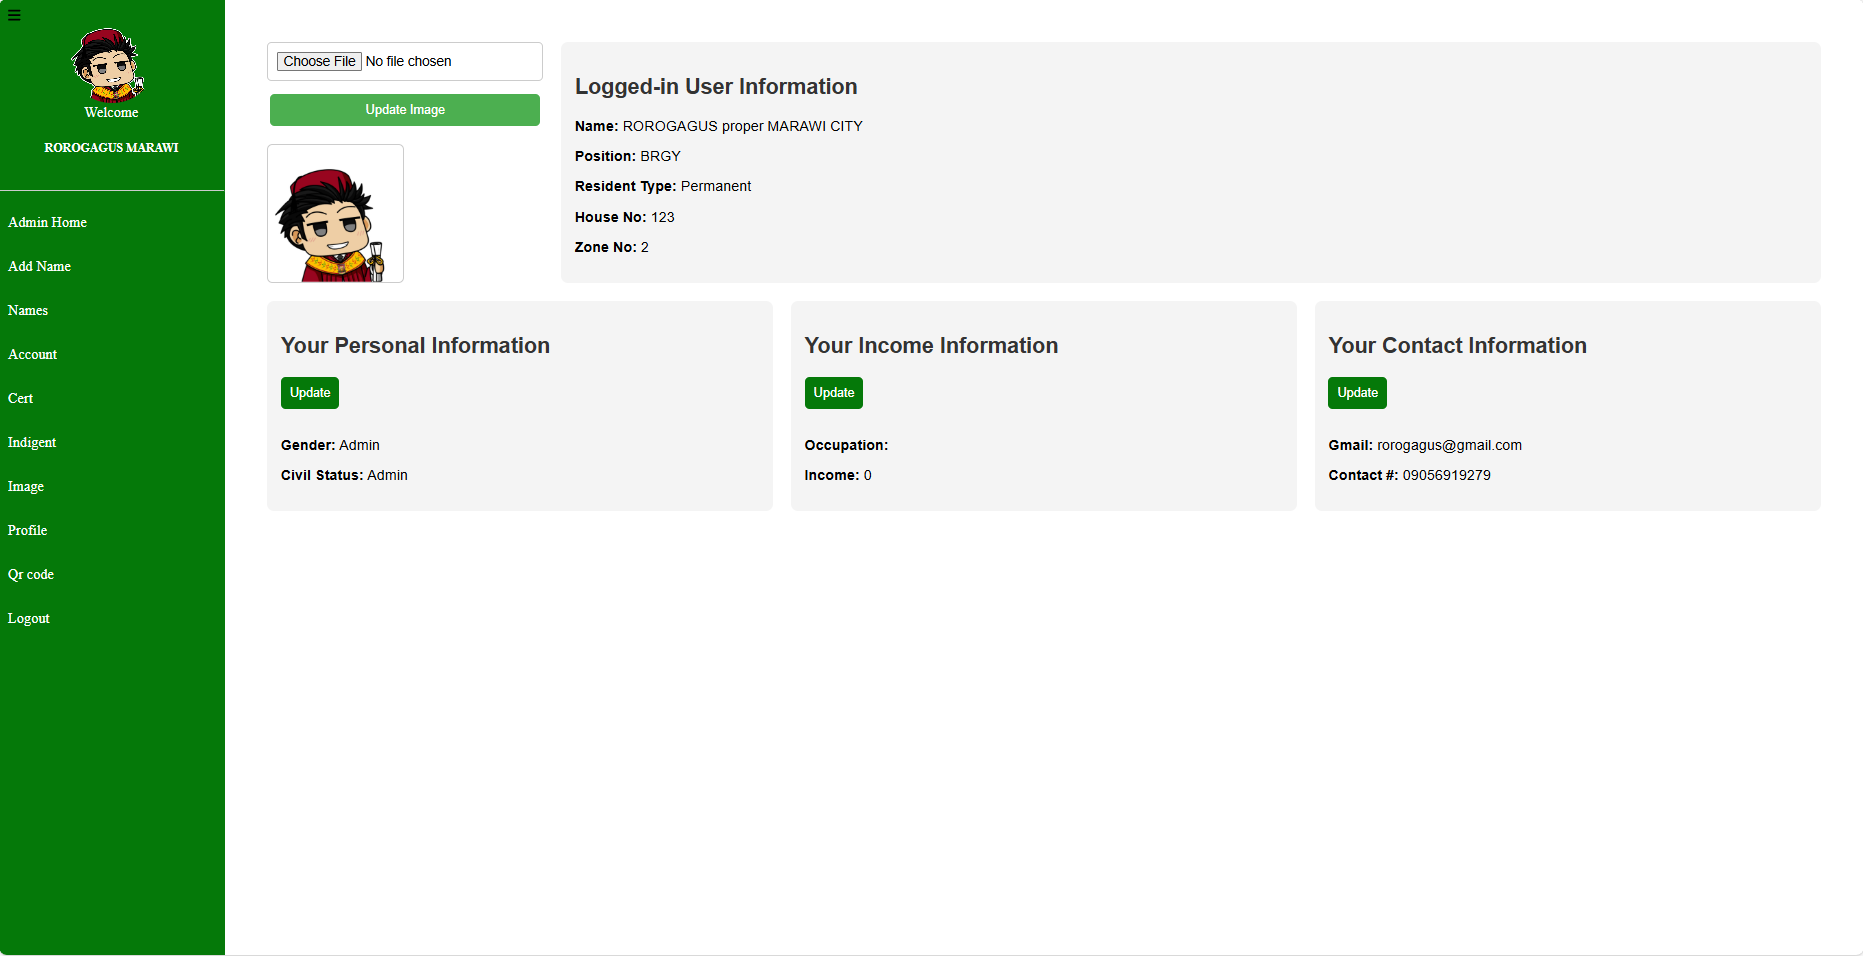 Welcome
ROROGAGUS MARAWI
Admin Home
Add Name
Names
Account
Cert
Indigent
Image
Profile
Qr code
Logout
Choose File No file chosen
Update Image
Logged-in User Information
Name: ROROGAGUS proper MARAWI CITY
Position: BRGY
Resident Type: Permanent
House No: 123
Zone No: 2
Your Personal Information
Update
Gender: Admin
Civil Status: Admin
Your Income Information
Update
Occupation:
Income: 0
Your Contact Information
Update
Gmail: rorogagus@gmail.com
Contact #: 09056919279